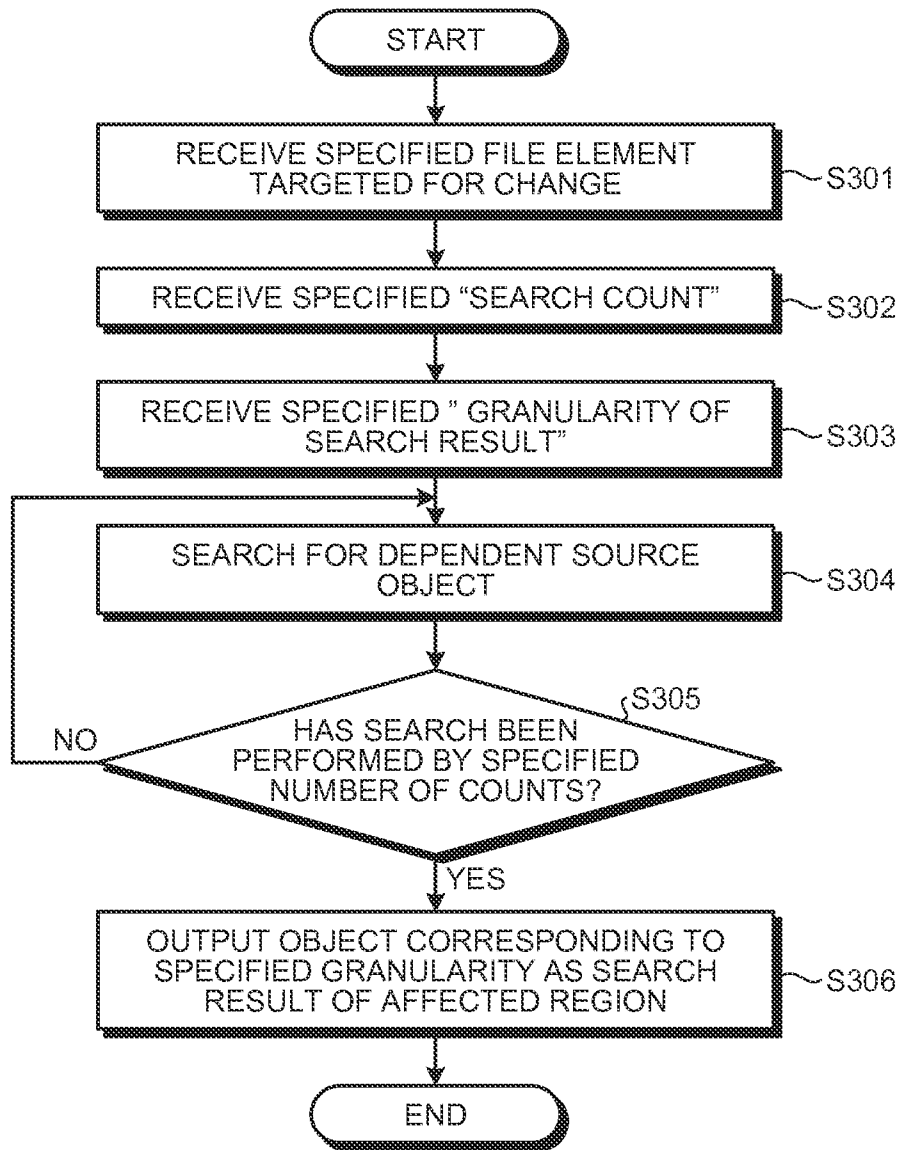 START
RECEIVE SPECIFIED FILE ELEMENT
TARGETED FOR CHANGE
S301
RECEIVE SPECIFIED “SEARCH COUNT”
S302
RECEIVE SPECIFIED ” GRANULARITY OF
SEARCH RESULT”
S303
SEARCH FOR DEPENDENT SOURCE
OBJECT
S304
S305
HAS SEARCH BEEN
PERFORMED BY SPECIFIED
NUMBER OF COUNTS?
NO
YES
OUTPUT OBJECT CORRESPONDING TO
SPECIFIED GRANULARITY AS SEARCH
RESULT OF AFFECTED REGION
S306
END